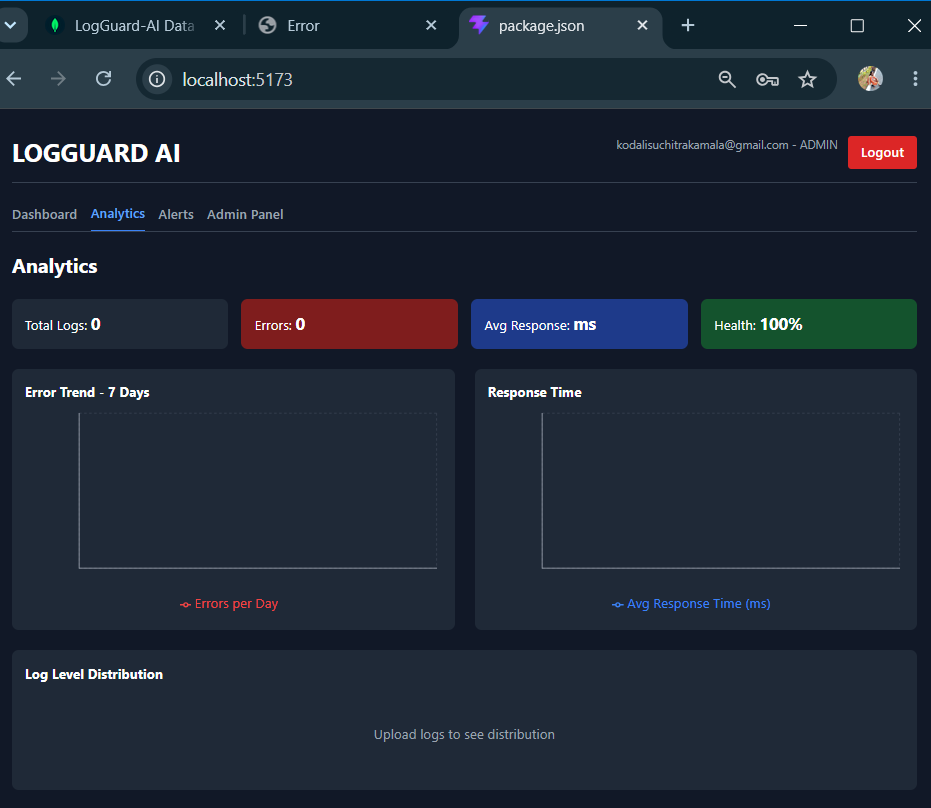 LogGuard-AI Data
Error
package.json
localhost:5173
LOGGUARD AI
kodalisuchitrakamala@gmail.com - ADMIN
Logout
Dashboard Analytics Alerts Admin Panel
Analytics
Total Logs: 0
Errors: 0
Avg Response: ms
Health: 100%
Error Trend - 7 Days
Errors per Day
Response Time
Avg Response Time (ms)
Log Level Distribution
Upload logs to see distribution